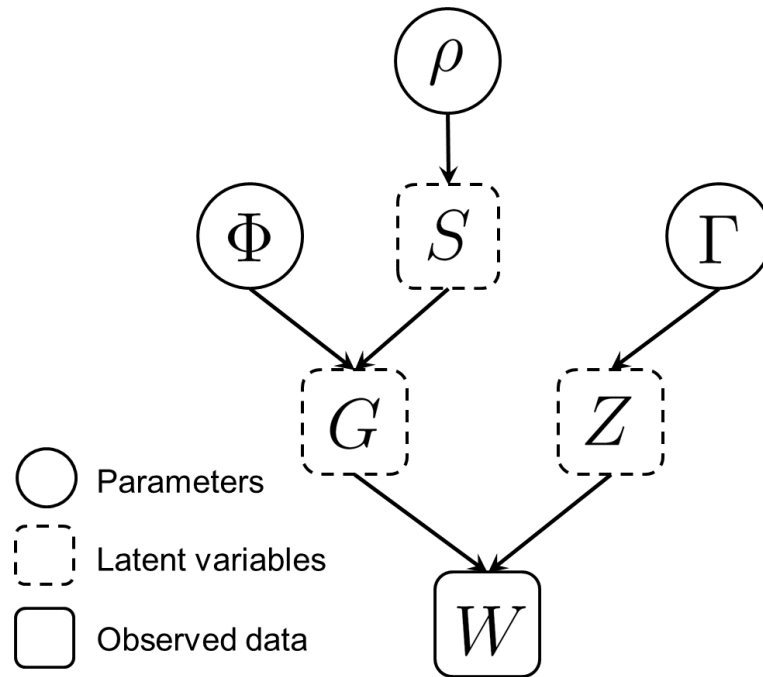 ρ
Φ S Γ
G Z
Parameters
Latent variables
Observed data
W